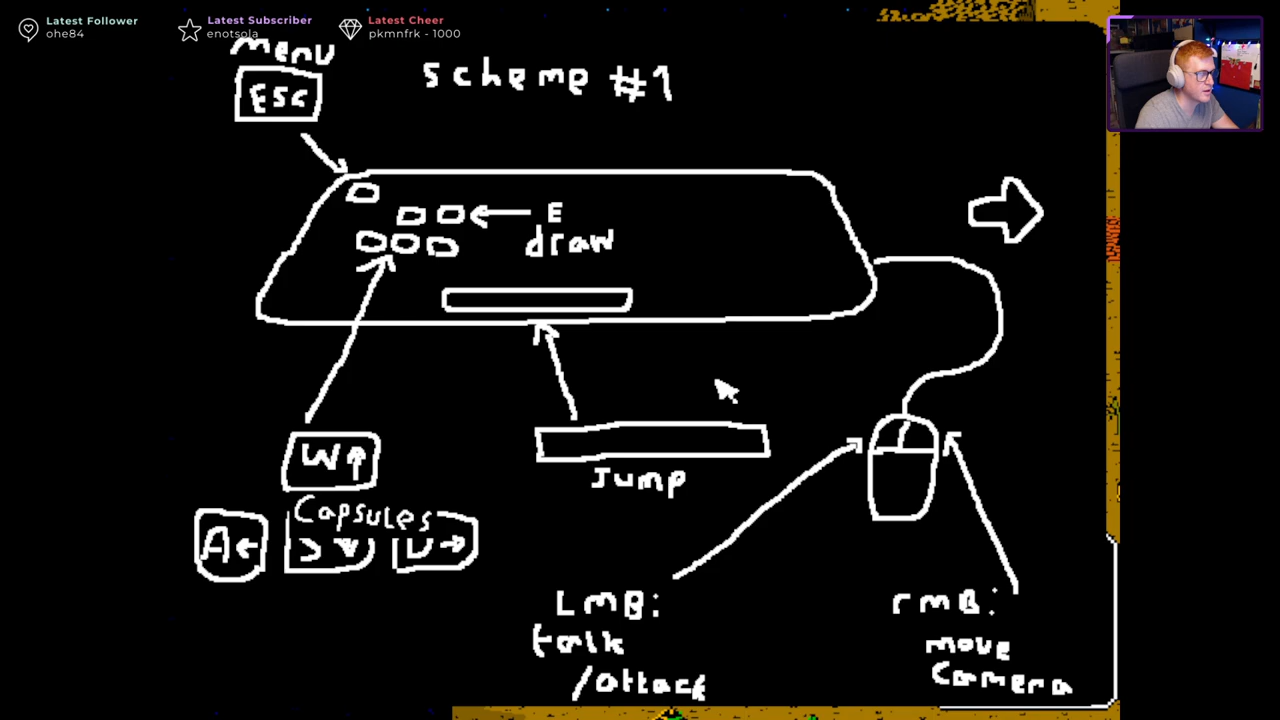 Latest Follower
ohe84
Latest Subscriber
enotsola
Latest Cheer
pkmnfrk - 1000
menu
Esc
scheme #1
E
draw
W↑
Capsules
A←
Jump
LmB:
talk
/attack
rmB:
move
Camera